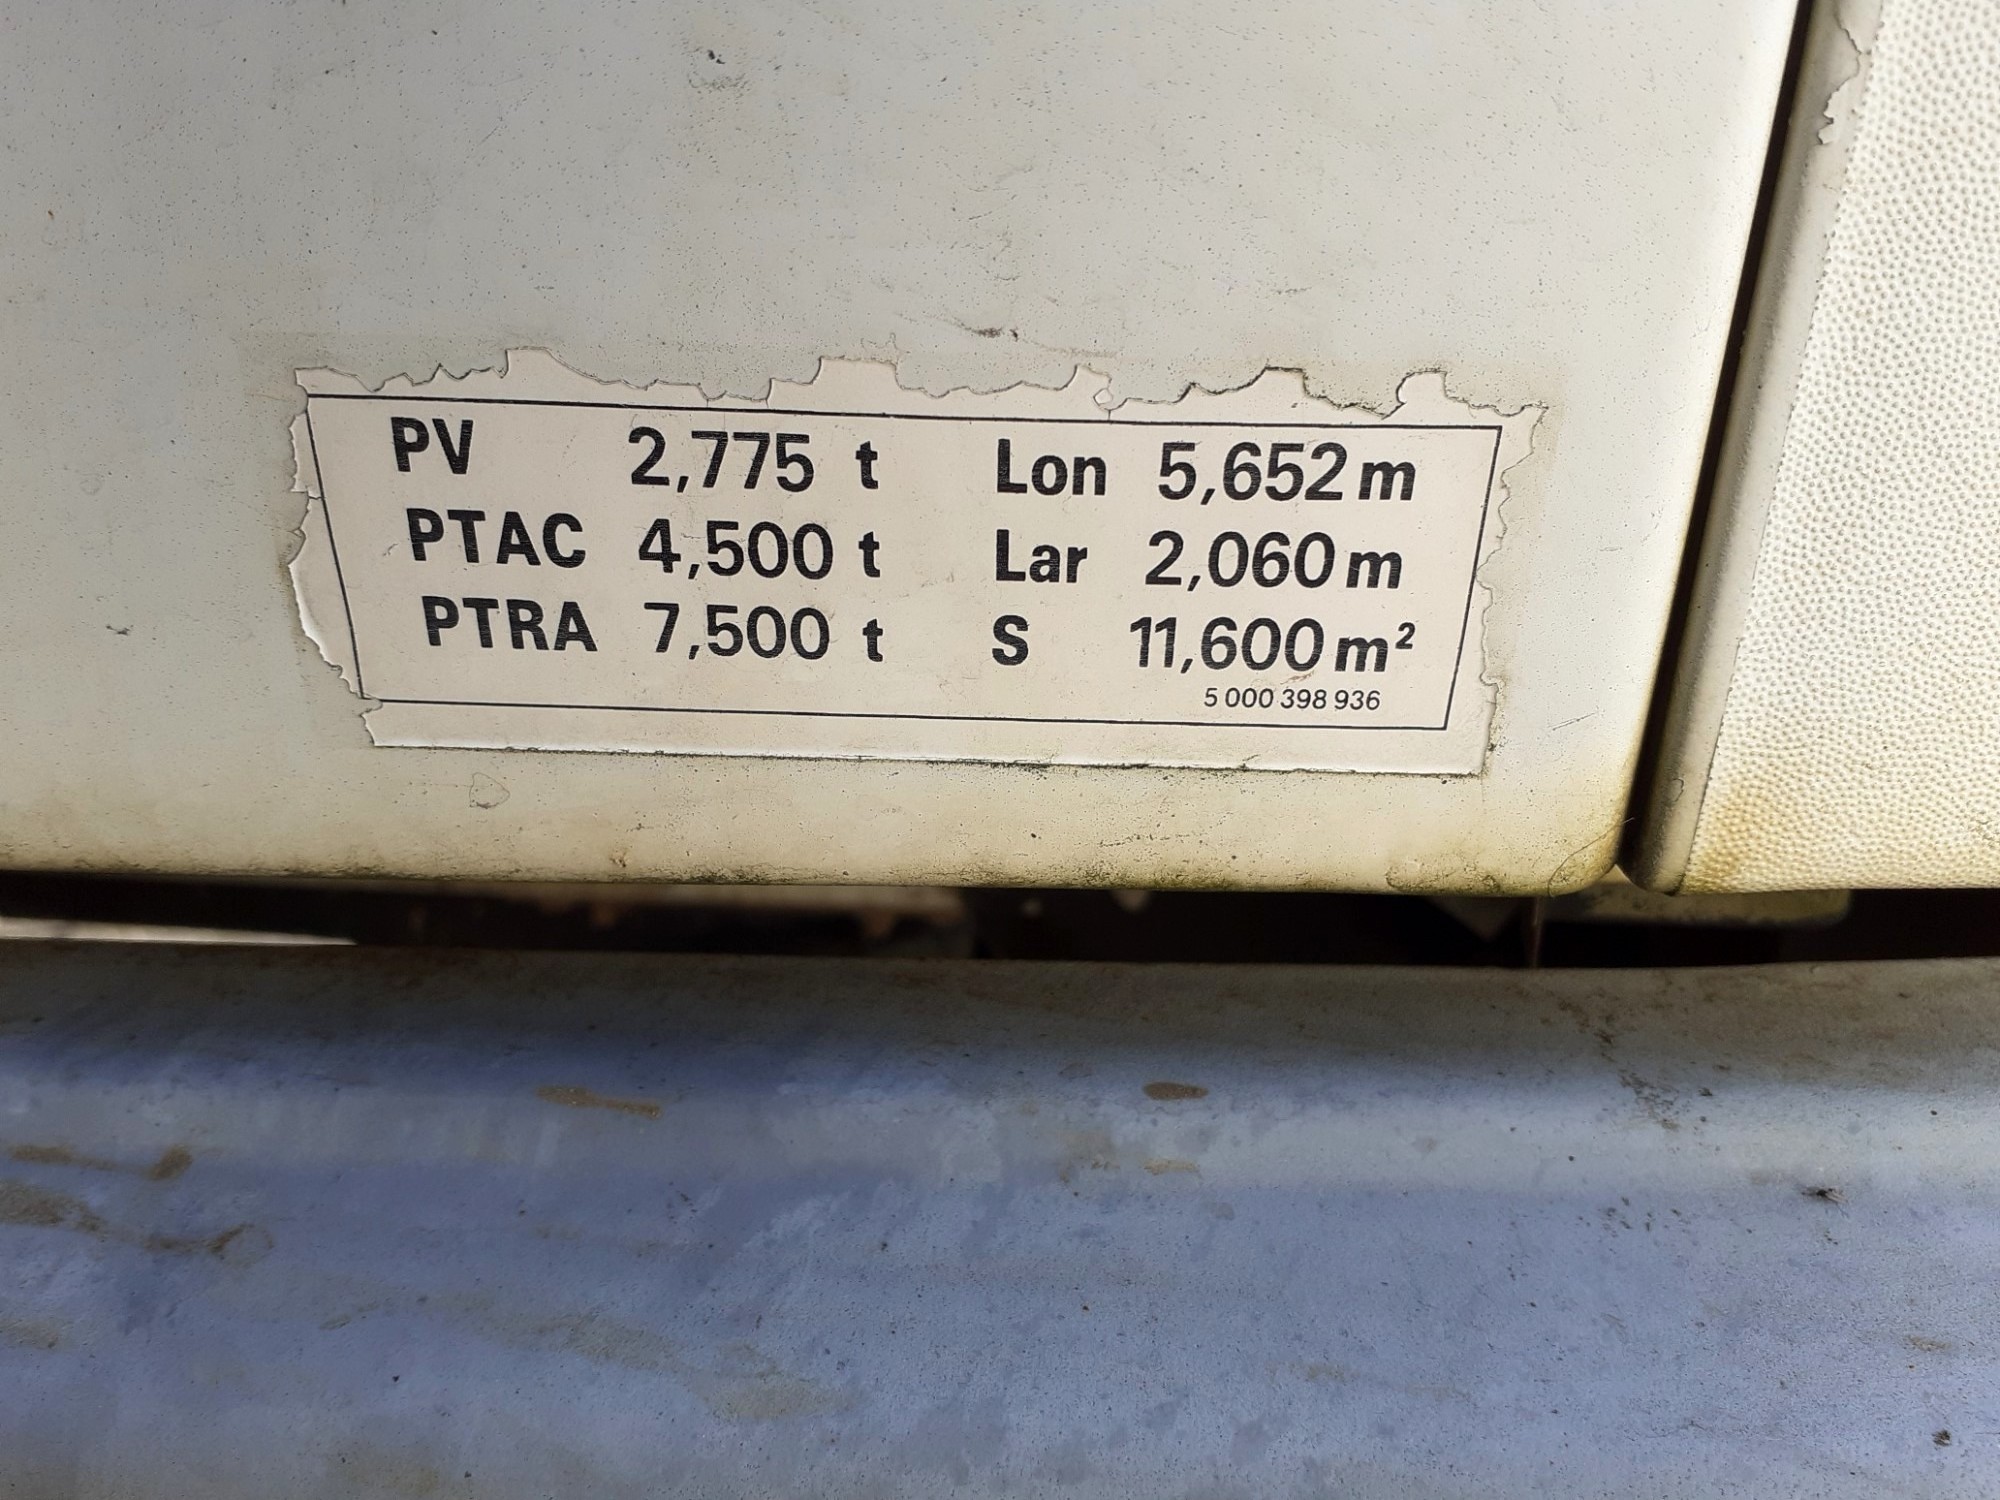 PV 2,775 t Lon 5,652 m
PTAC 4,500 t Lar 2,060 m
PTRA 7,500 t S 11,600 m²
5 000 398 936